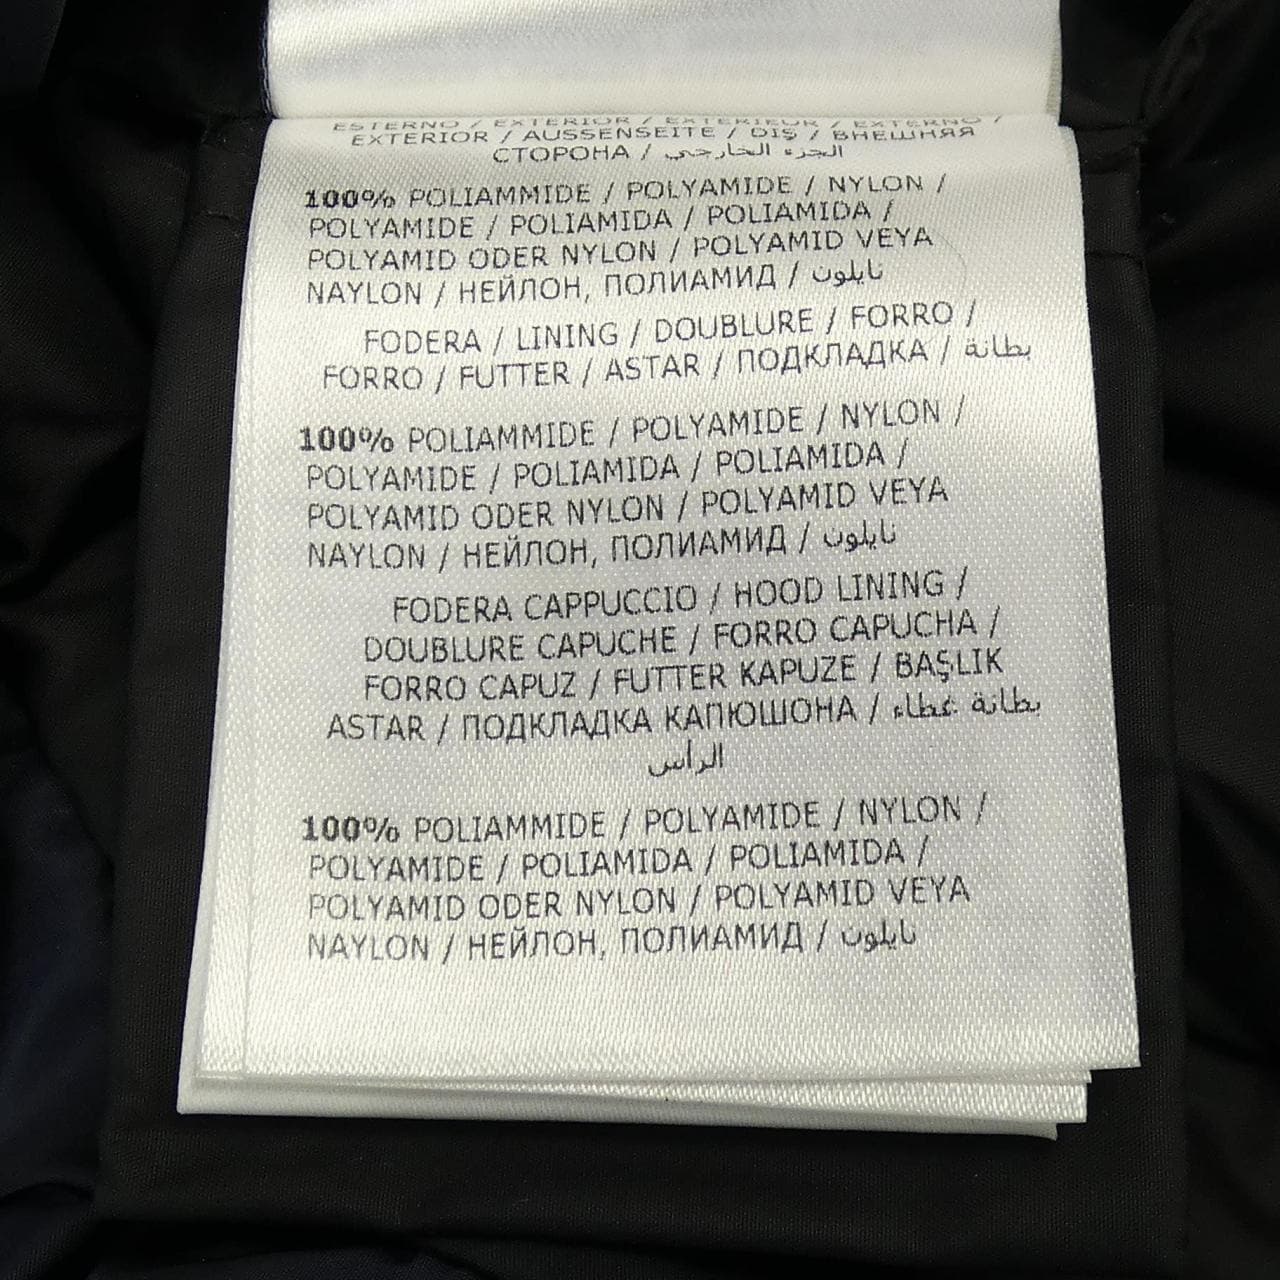 ESTERNO / EXTERIOR / EXTERIEUR / EXTERNO /
EXTERIOR / AUSSENSEITE / DIŞ / ВНЕШНЯЯ
СТОРОНА / الجزء الخارجي
100% POLIAMMIDE / POLYAMIDE / NYLON /
POLYAMIDE / POLIAMIDA / POLIAMIDA /
POLYAMID ODER NYLON / POLYAMID VEYA
NAYLON / НЕЙЛОН, ПОЛИАМИД / نايلون
FODERA / LINING / DOUBLURE / FORRO /
FORRO / FUTTER / ASTAR / ПОДКЛАДКА / بطانة
100% POLIAMMIDE / POLYAMIDE / NYLON /
POLYAMIDE / POLIAMIDA / POLIAMIDA /
POLYAMID ODER NYLON / POLYAMID VEYA
NAYLON / НЕЙЛОН, ПОЛИАМИД / نايلون
FODERA CAPPUCCIO / HOOD LINING /
DOUBLURE CAPUCHE / FORRO CAPUCHA /
FORRO CAPUZ / FUTTER KAPUZE / BAŞLIK
ASTAR / ПОДКЛАДКА КАПЮШОНА / بطانة غطاء
الرأس
100% POLIAMMIDE / POLYAMIDE / NYLON /
POLYAMIDE / POLIAMIDA / POLIAMIDA /
POLYAMID ODER NYLON / POLYAMID VEYA
NAYLON / НЕЙЛОН, ПОЛИАМИД / نايلون